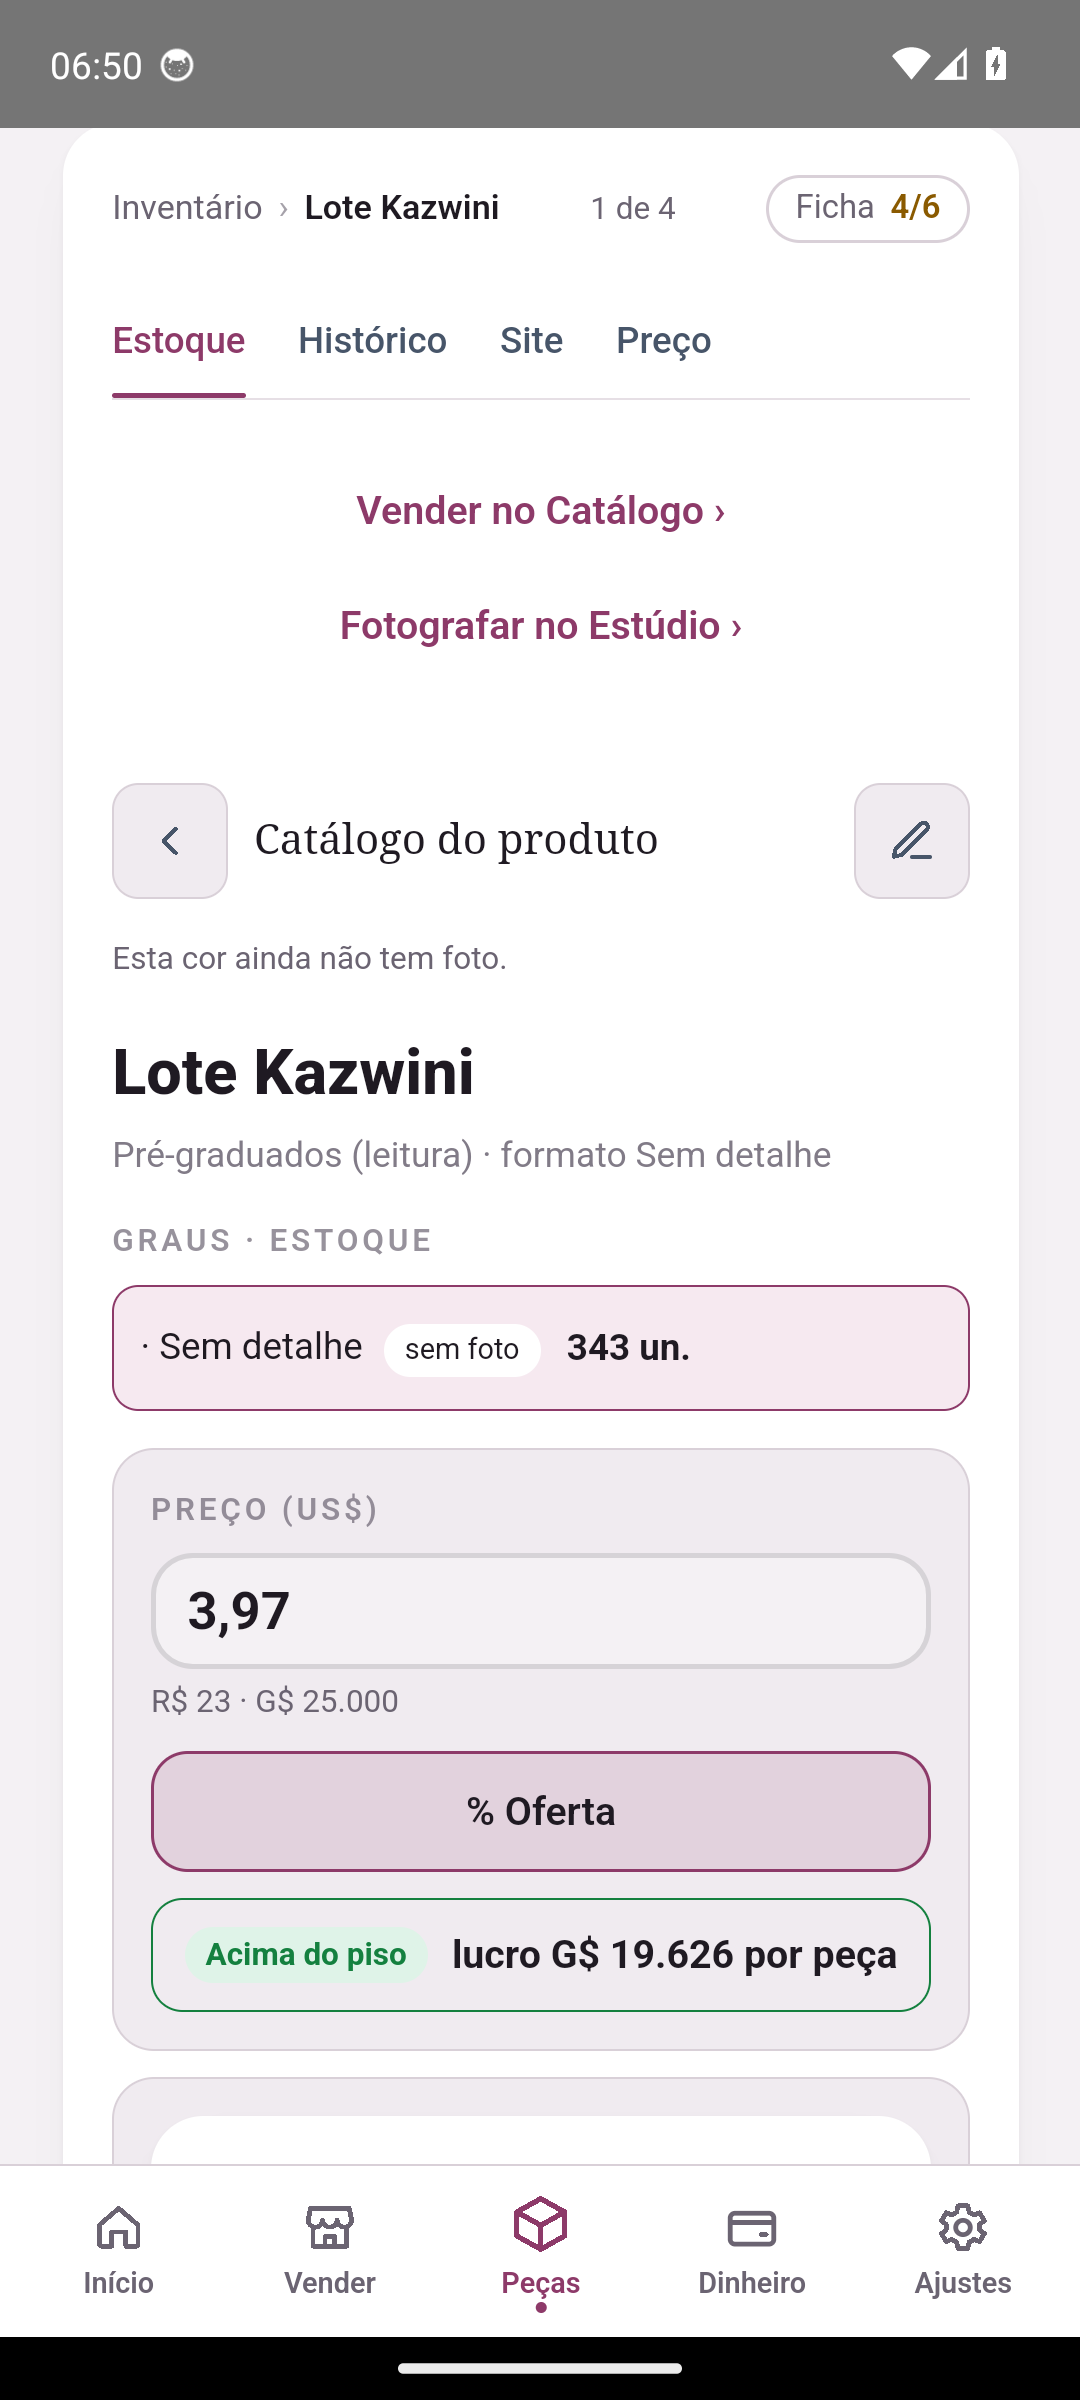 06:50
Inventário › Lote Kazwini 1 de 4 Ficha 4/6
Estoque Histórico Site Preço
Vender no Catálogo ›
Fotografar no Estúdio ›
Catálogo do produto
Esta cor ainda não tem foto.
Lote Kazwini
Pré-graduados (leitura) · formato Sem detalhe
GRAUS · ESTOQUE
· Sem detalhe sem foto 343 un.
PREÇO (US$)
3,97
R$ 23 · G$ 25.000
% Oferta
Acima do piso lucro G$ 19.626 por peça
Início Vender Peças Dinheiro Ajustes